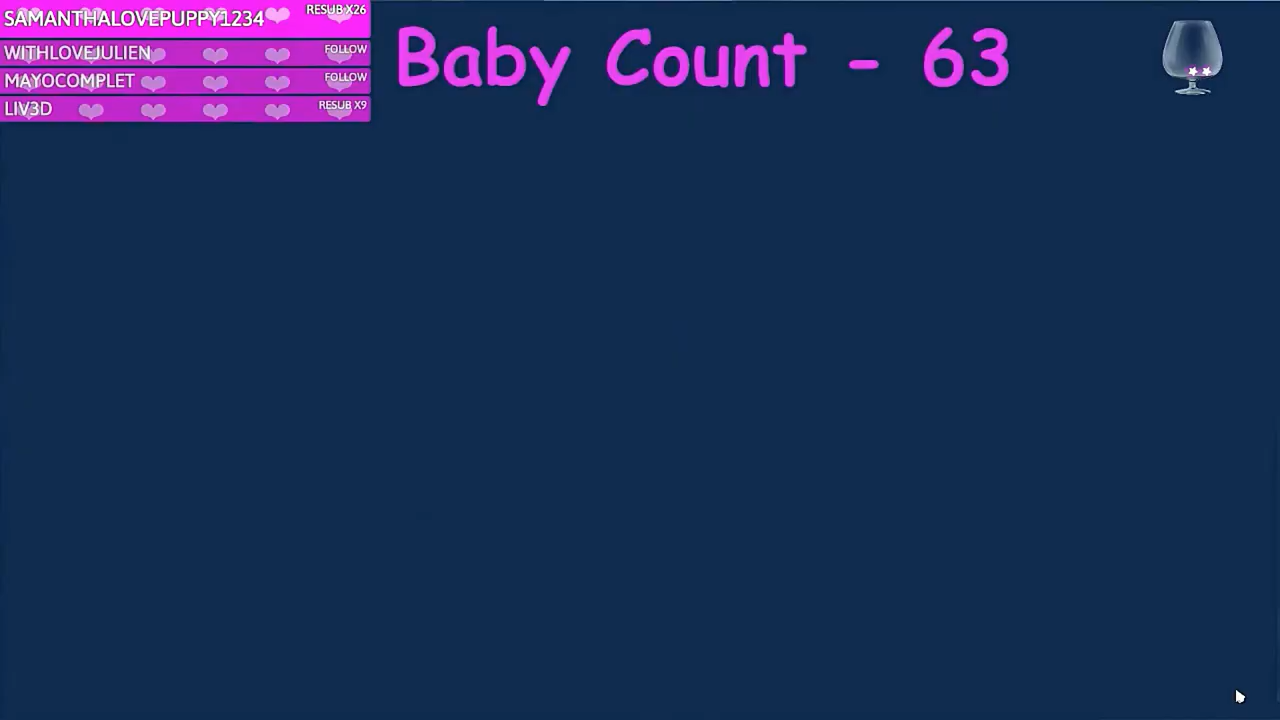 SAMANTHALOVEPUPPY1234 RESUB X26
WITHLOVEJULIEN FOLLOW
MAYOCOMPLET FOLLOW
LIV3D RESUB X9
Baby Count - 63